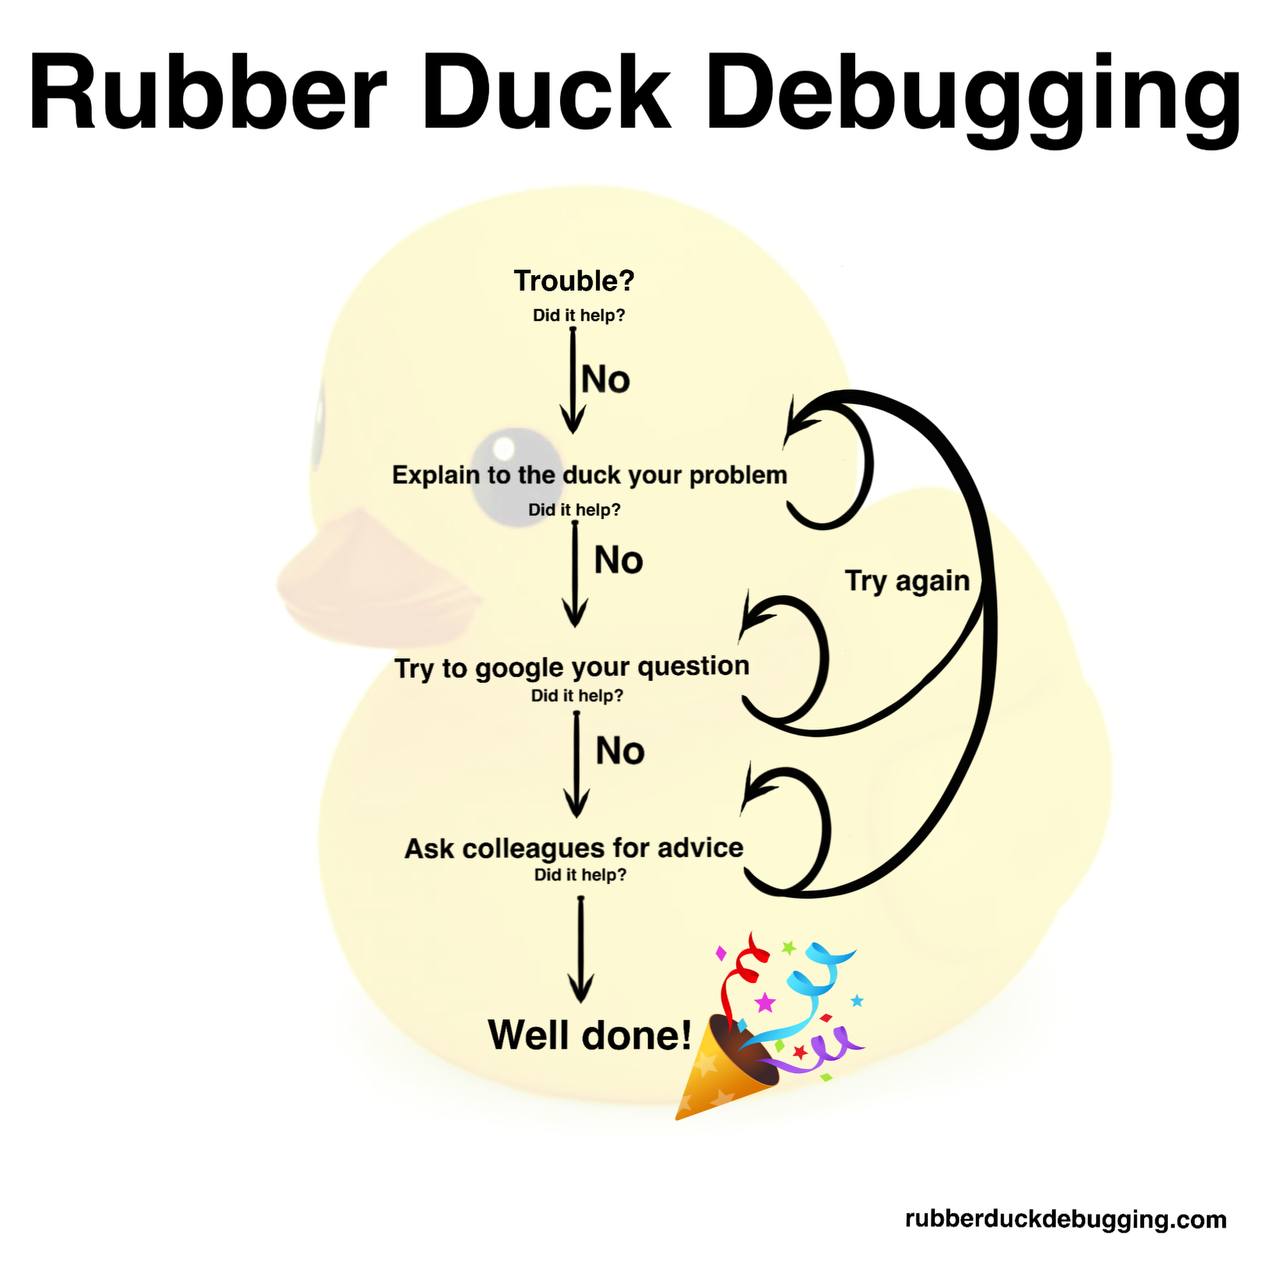 Rubber Duck Debugging
Trouble?
Did it help?
No
Explain to the duck your problem
Did it help?
No
Try again
Try to google your question
Did it help?
No
Ask colleagues for advice
Did it help?
Well done!
rubberduckdebugging.com